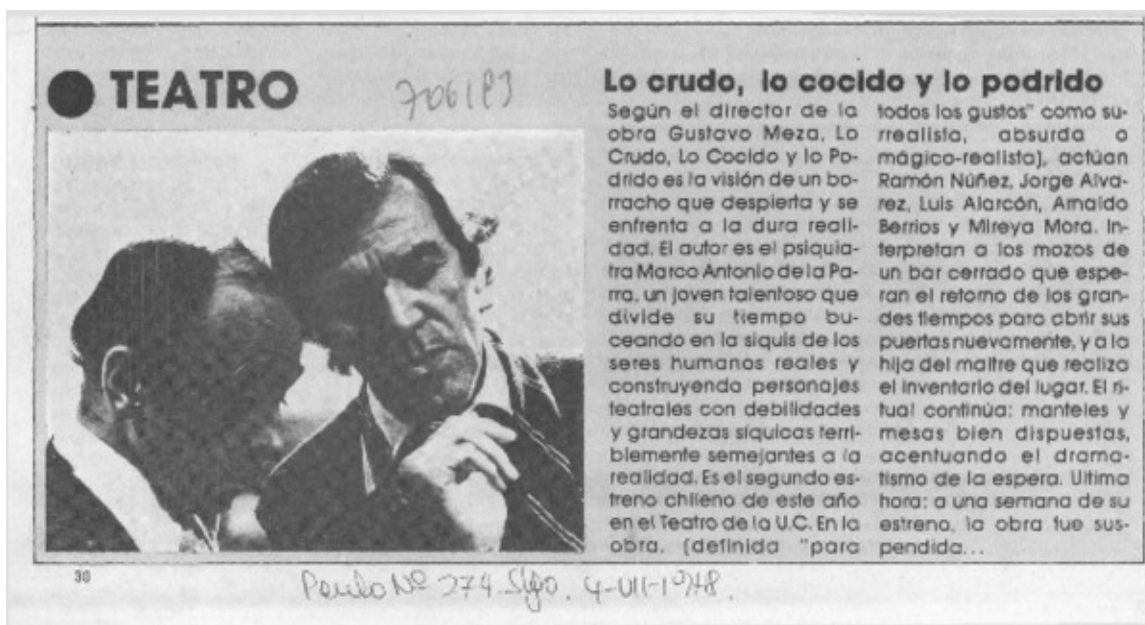 TEATRO
706183
Lo crudo, lo cocido y lo podrido
Según el director de la
obra Gustavo Meza, Lo
Crudo, Lo Cocido y lo Po-
drido es la visión de un bo-
rracho que despierta y se
enfrenta a la dura reali-
dad. El autor es el psiquia-
tra Marco Antonio de la Pa-
rra, un joven talentoso que
divide su tiempo bu-
ceando en la siquis de los
seres humanos reales y
construyendo personajes
teatrales con debilidades
y grandezas síquicas terri-
blemente semejantes a la
realidad. Es el segundo es-
treno chileno de este año
en el Teatro de la U.C. En la
obra, (definida "para
todos los gustos" como su-
rrealista, absurda o
mágico-realista), actúan
Ramón Núñez, Jorge Alva-
rez, Luis Alarcón, Arnaldo
Berríos y Mireya Mora. In-
terpretan a los mozos de
un bar cerrado que espe-
ran el retorno de los gran-
des tiempos para abrir sus
puertas nuevamente, y a la
hija del maitre que realiza
el inventario del lugar. El ri-
tual continúa: manteles y
mesas bien dispuestas,
acentuando el drama-
tismo de la espera. Ultima
hora: a una semana de su
estreno, la obra fue sus-
pendida...
30
Paula Nº 274. Stgo. 4-VII-1978.